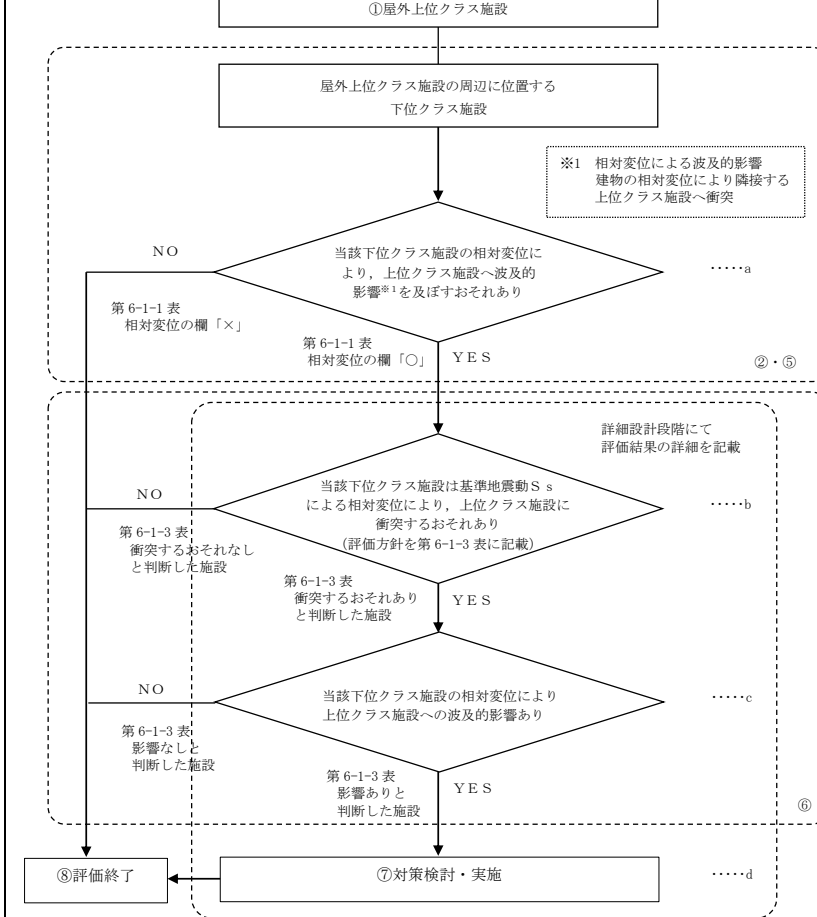 ①屋外上位クラス施設
屋外上位クラス施設の周辺に位置する
下位クラス施設
※1 相対変位による波及的影響
建物の相対変位により隣接する
上位クラス施設へ衝突
NO
当該下位クラス施設の相対変位に
より，上位クラス施設へ波及的
影響※1を及ぼすおそれあり
‥‥‥a
第 6-1-1 表
相対変位の欄「×」
第 6-1-1 表
相対変位の欄「○」
YES
②・⑤
詳細設計段階にて
評価結果の詳細を記載
NO
当該下位クラス施設は基準地震動Ｓｓ
による相対変位により，上位クラス施設に
衝突するおそれあり
(評価方針を第 6-1-3 表に記載)
‥‥‥b
第 6-1-3 表
衝突するおそれなし
と判断した施設
第 6-1-3 表
衝突するおそれあり
と判断した施設
YES
NO
当該下位クラス施設の相対変位により
上位クラス施設への波及的影響あり
‥‥‥c
第 6-1-3 表
影響なしと
判断した施設
第 6-1-3 表
影響ありと
判断した施設
YES
⑥
⑧評価終了
⑦対策検討・実施
‥‥‥d